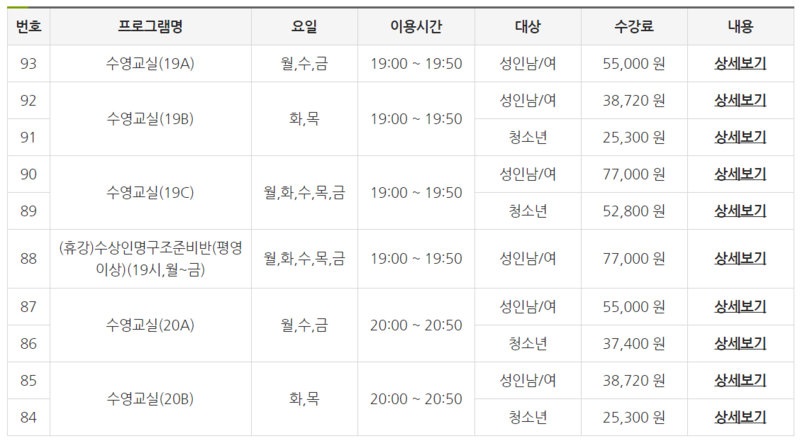 번호 프로그램명 요일 이용시간 대상 수강료 내용
93 수영교실(19A) 월,수,금 19:00 ~ 19:50 성인남/여 55,000 원 상세보기
92 수영교실(19B) 화,목 19:00 ~ 19:50 성인남/여 38,720 원 상세보기
91 청소년 25,300 원 상세보기
90 수영교실(19C) 월,화,수,목,금 19:00 ~ 19:50 성인남/여 77,000 원 상세보기
89 청소년 52,800 원 상세보기
88 (휴강)수상인명구조준비반(평영
이상)(19시,월~금) 월,화,수,목,금 19:00 ~ 19:50 성인남/여 77,000 원 상세보기
87 수영교실(20A) 월,수,금 20:00 ~ 20:50 성인남/여 55,000 원 상세보기
86 청소년 37,400 원 상세보기
85 수영교실(20B) 화,목 20:00 ~ 20:50 성인남/여 38,720 원 상세보기
84 청소년 25,300 원 상세보기